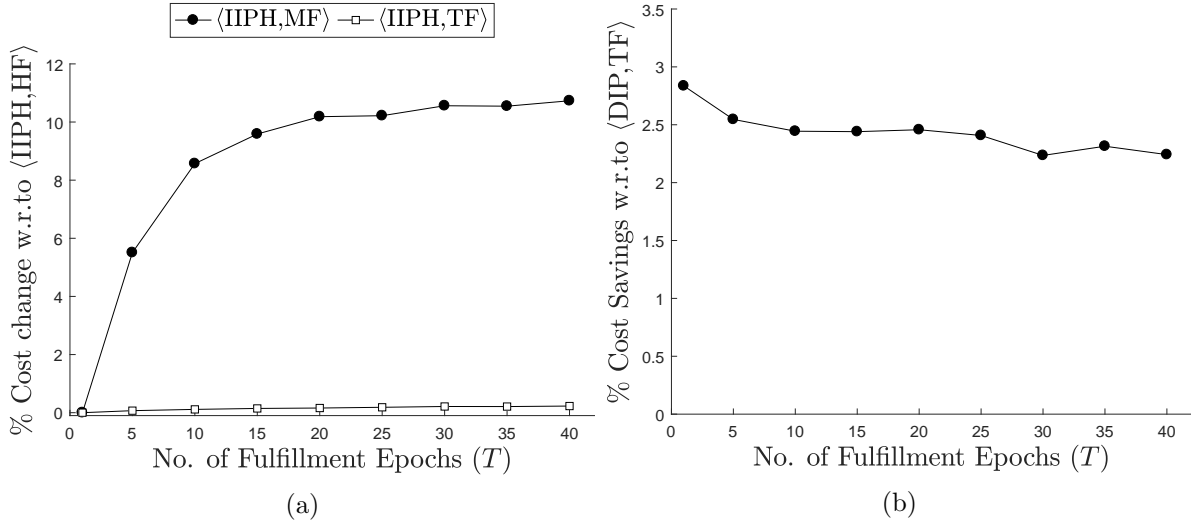 ⟨IIPH,MF⟩ ⟨IIPH,TF⟩
% Cost change w.r.to ⟨IIPH,HF⟩
12
10
8
6
4
2
0
0 5 10 15 20 25 30 35 40
No. of Fulfillment Epochs (T)
(a)
% Cost Savings w.r.to ⟨DIP,TF⟩
3.5
3
2.5
2
1.5
1
0.5
0
0 5 10 15 20 25 30 35 40
No. of Fulfillment Epochs (T)
(b)